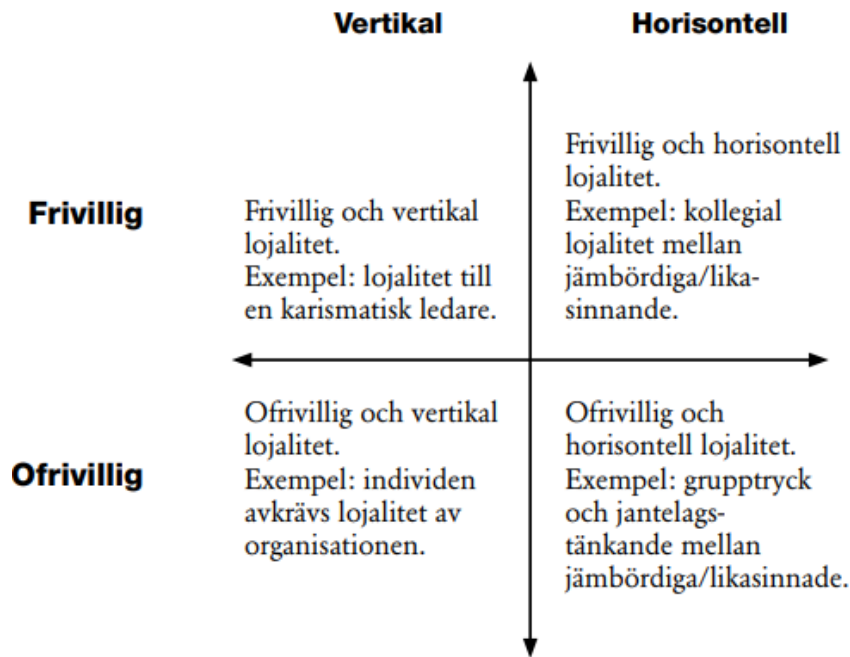 Vertikal
Horisontell
Frivillig
Frivillig och vertikal
lojalitet.
Exempel: lojalitet till
en karismatisk ledare.
Frivillig och horisontell
lojalitet.
Exempel: kollegial
lojalitet mellan
jämbördiga/lika-
sinnande.
Ofrivillig
Ofrivillig och vertikal
lojalitet.
Exempel: individen
avkrävs lojalitet av
organisationen.
Ofrivillig och
horisontell lojalitet.
Exempel: grupptryck
och jantelags-
tänkande mellan
jämbördiga/likasinnade.